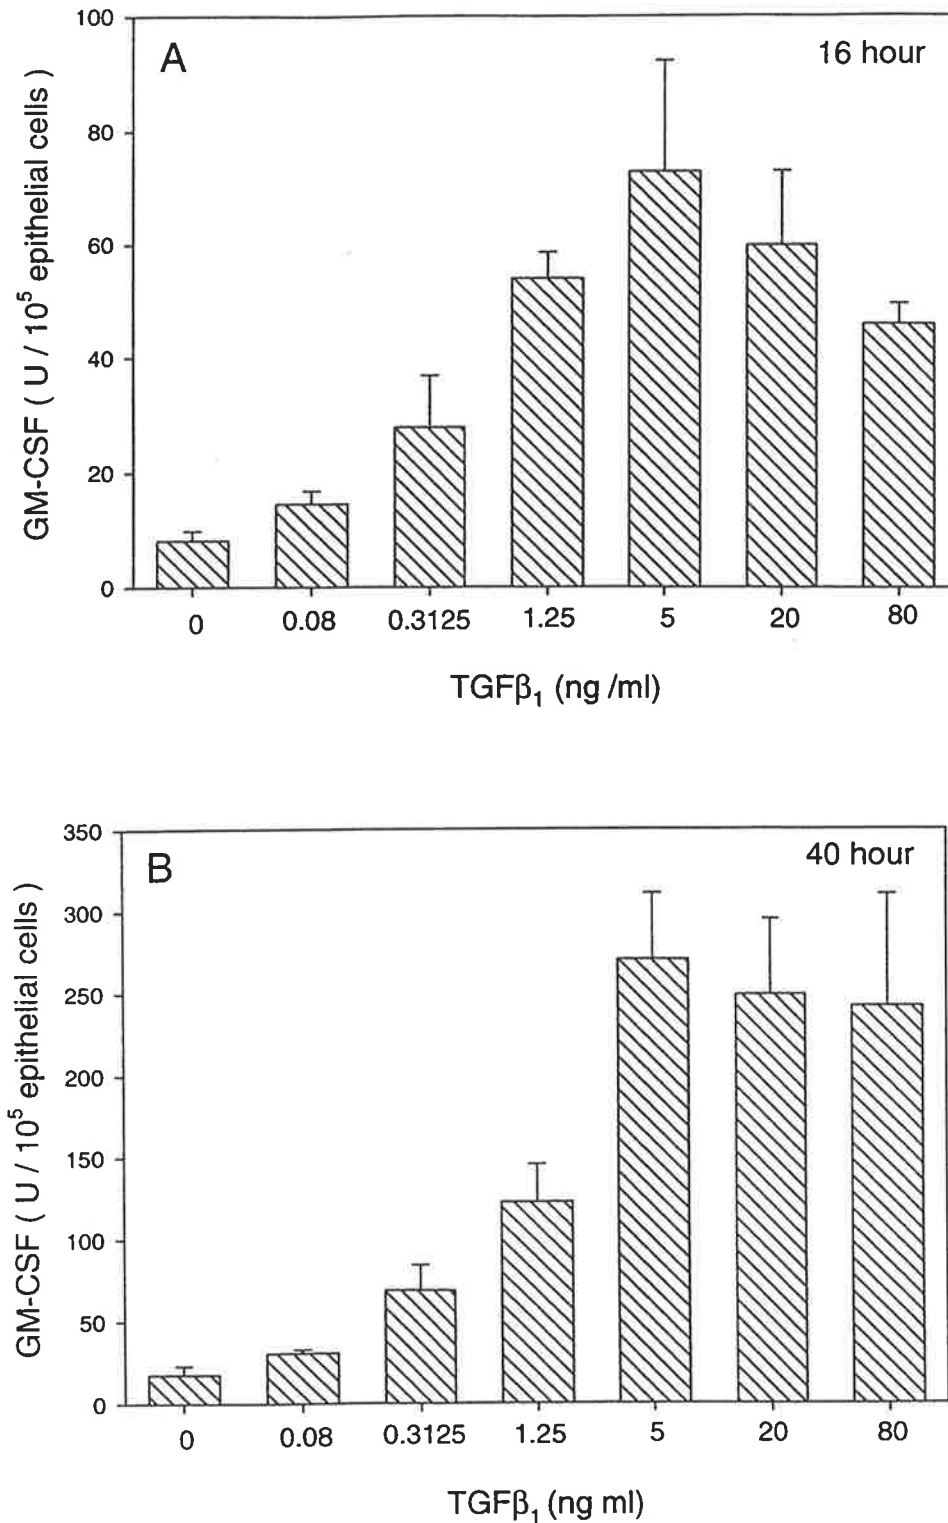 A
16 hour
GM-CSF ( U / 10⁵ epithelial cells )
100
80
60
40
20
0
0 0.08 0.3125 1.25 5 20 80
TGFβ₁ (ng /ml)
B
40 hour
GM-CSF ( U / 10⁵ epithelial cells )
350
300
250
200
150
100
50
0
0 0.08 0.3125 1.25 5 20 80
TGFβ₁ (ng ml)